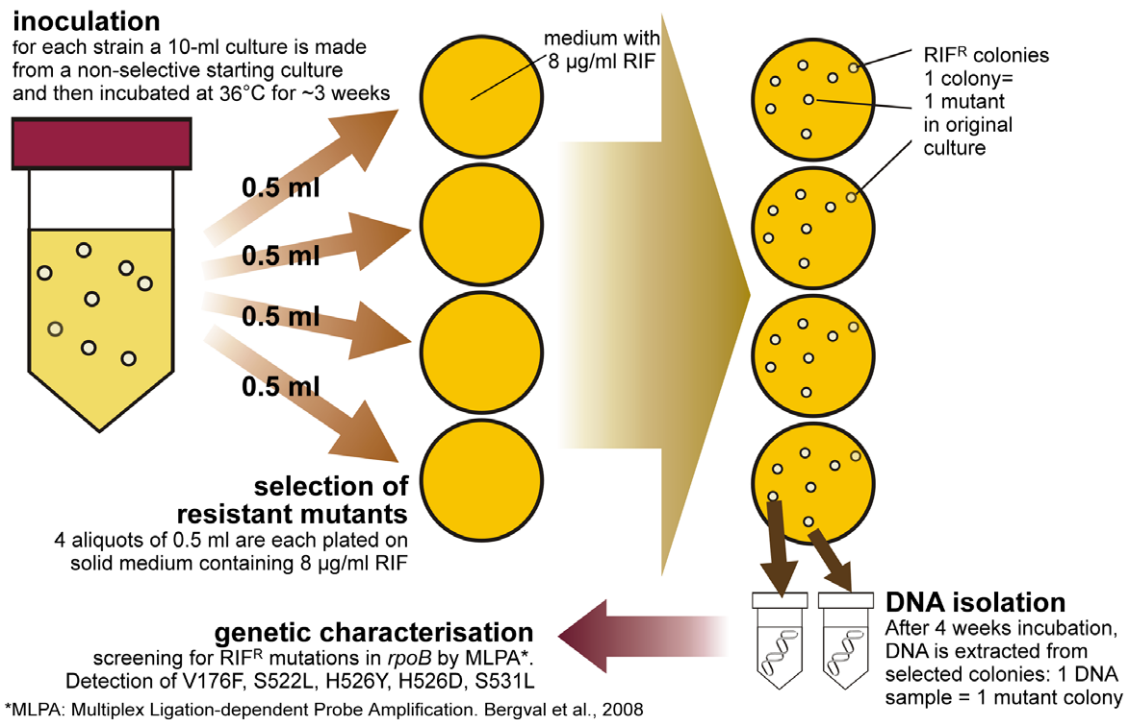 inoculation
for each strain a 10-ml culture is made
from a non-selective starting culture
and then incubated at 36°C for ~3 weeks
medium with
8 µg/ml RIF
RIFᴿ colonies
1 colony=
1 mutant
in original
culture
0.5 ml
0.5 ml
0.5 ml
0.5 ml
selection of
resistant mutants
4 aliquots of 0.5 ml are each plated on
solid medium containing 8 µg/ml RIF
DNA isolation
After 4 weeks incubation,
DNA is extracted from
selected colonies: 1 DNA
sample = 1 mutant colony
genetic characterisation
screening for RIFᴿ mutations in rpoB by MLPA*.
Detection of V176F, S522L, H526Y, H526D, S531L
*MLPA: Multiplex Ligation-dependent Probe Amplification. Bergval et al., 2008